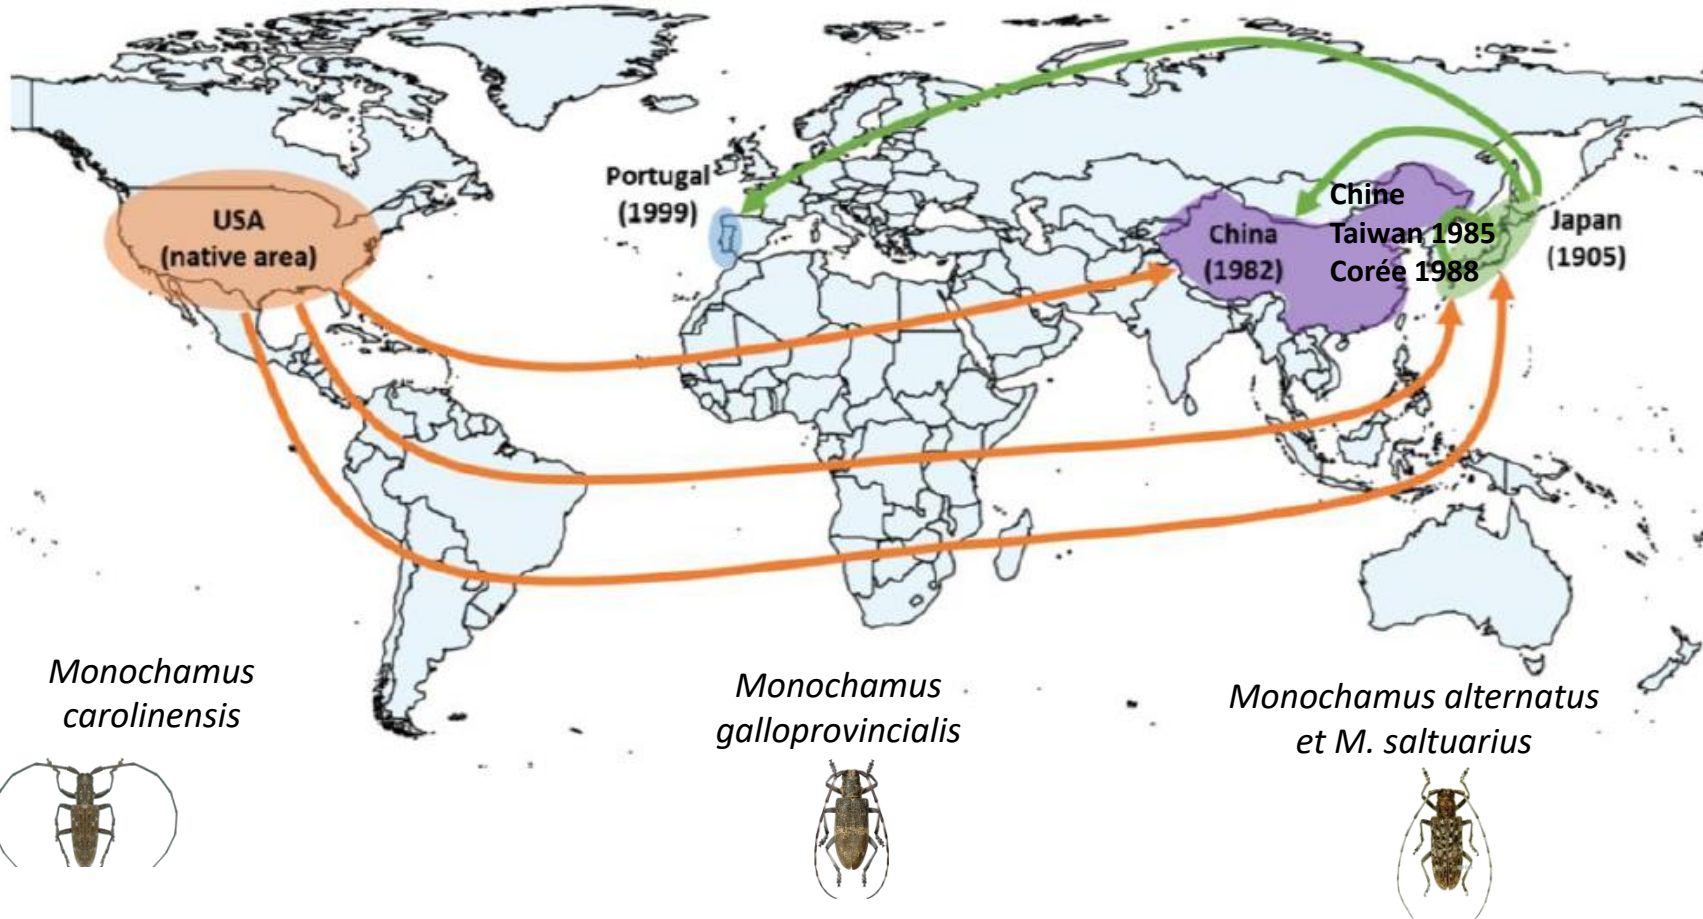 Portugal
(1999)
USA
(native area)
China
(1982)
Chine
Taiwan 1985
Corée 1988
Japan
(1905)
Monochamus
carolinensis
Monochamus
galloprovincialis
Monochamus alternatus
et M. saltuarius